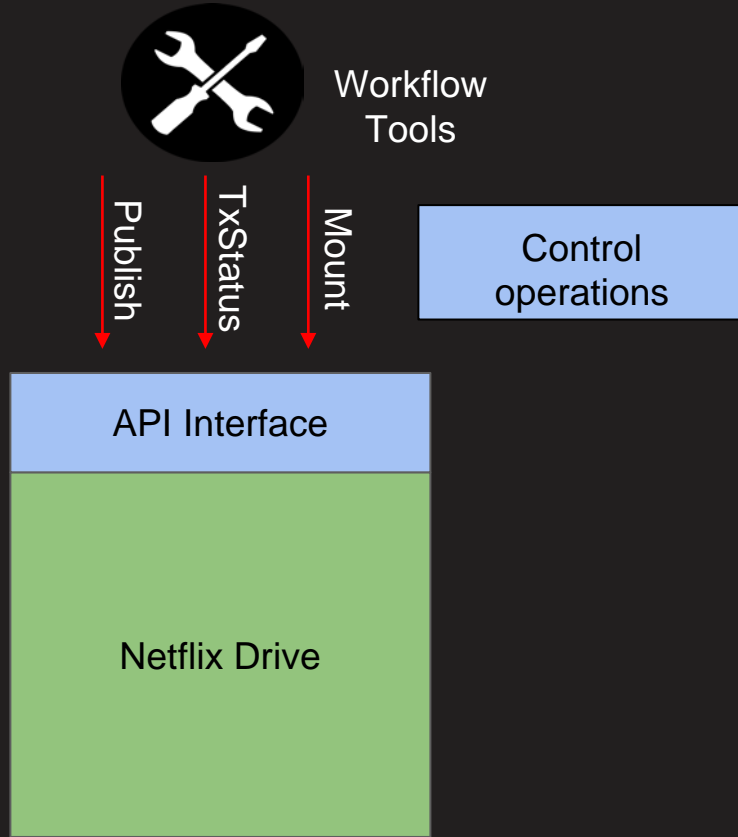 Workflow
Tools
Publish
TxStatus
Mount
Control
operations
API Interface
Netflix Drive